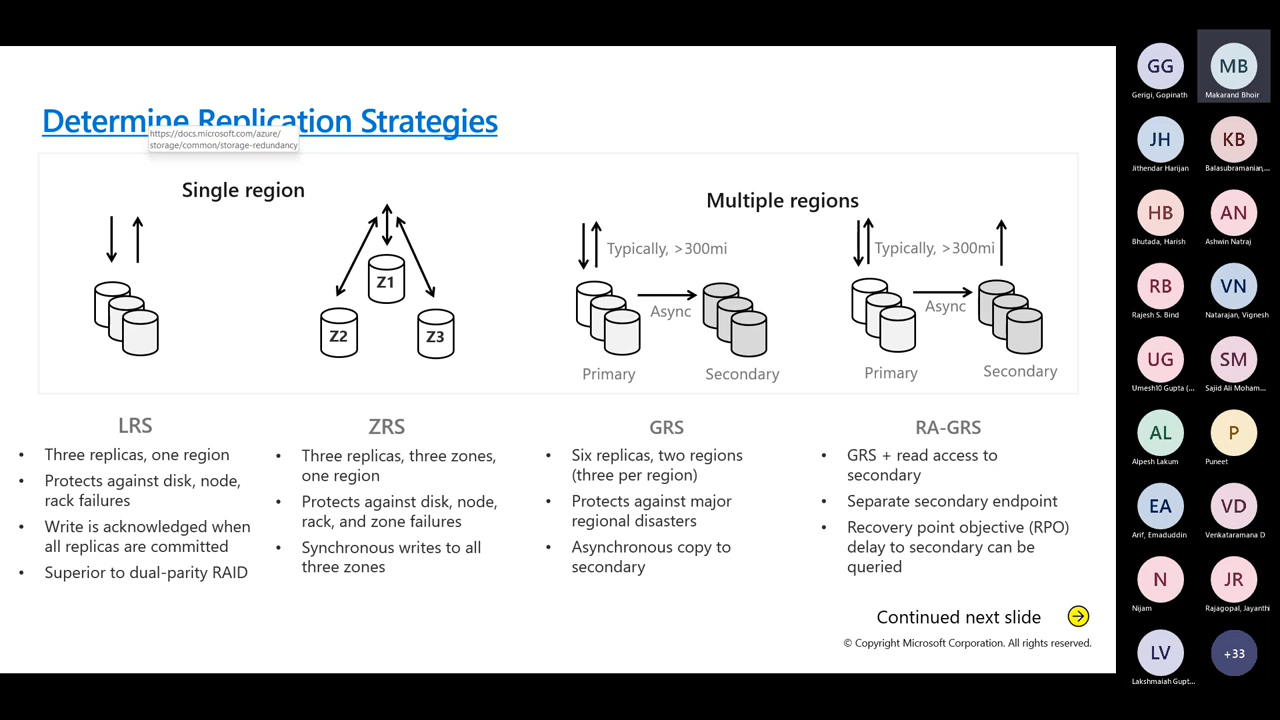 Determine Replication Strategies
https://docs.microsoft.com/azure/
storage/common/storage-redundancy
Single region
Z1
Z2
Z3
Multiple regions
Typically, >300mi
Async
Primary
Secondary
Typically, >300mi
Async
Primary
Secondary
LRS
• Three replicas, one region
• Protects against disk, node,
rack failures
• Write is acknowledged when
all replicas are committed
• Superior to dual-parity RAID
ZRS
• Three replicas, three zones,
one region
• Protects against disk, node,
rack, and zone failures
• Synchronous writes to all
three zones
GRS
• Six replicas, two regions
(three per region)
• Protects against major
regional disasters
• Asynchronous copy to
secondary
RA-GRS
• GRS + read access to
secondary
• Separate secondary endpoint
• Recovery point objective (RPO)
delay to secondary can be
queried
Continued next slide
© Copyright Microsoft Corporation. All rights reserved.
GG
Gerigi, Gopinath
MB
Makarand Bhoir
JH
Jithendar Harijan
KB
Balasubramanian,...
HB
Bhutada, Harish
AN
Ashwin Natraj
RB
Rajesh S. Bind
VN
Natarajan, Vignesh
UG
Umesh10 Gupta (...
SM
Sajid Ali Moham...
AL
Alpesh Lakum
P
Puneet
EA
Arif, Emaduddin
VD
Venkataramana D
N
Nijam
JR
Rajagopal, Jayanthi
LV
Lakshmaiah Gupt...
+33